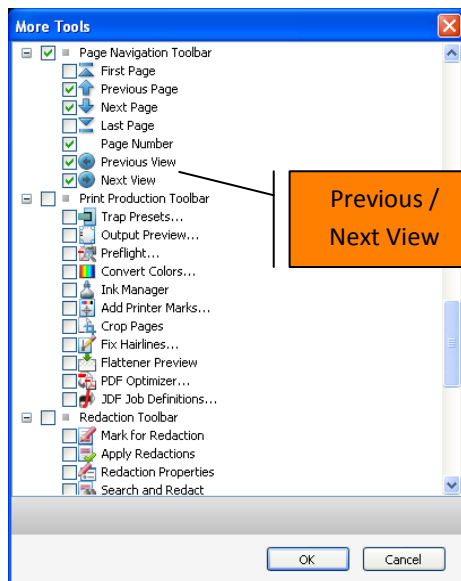 More Tools
Page Navigation Toolbar
First Page
Previous Page
Next Page
Last Page
Page Number
Previous View
Next View
Previous /
Next View
Print Production Toolbar
Trap Presets...
Output Preview...
Preflight...
Convert Colors...
Ink Manager
Add Printer Marks...
Crop Pages
Fix Hairlines...
Flattener Preview
PDF Optimizer...
JDF Job Definitions...
Redaction Toolbar
Mark for Redaction
Apply Redactions
Redaction Properties
Search and Redact
OK
Cancel